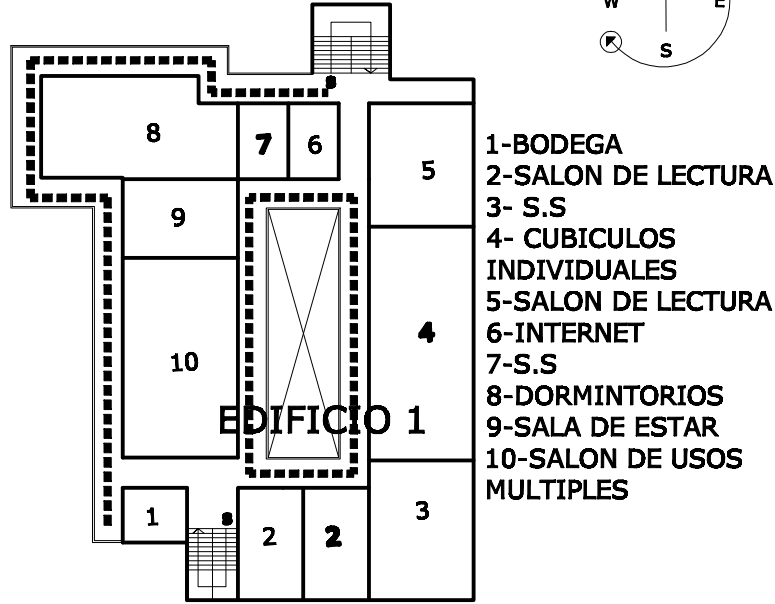 W E
S
s
8
7
6
5
9
4
10
EDIFICIO 1
1
s
2
2
3
1-BODEGA
2-SALON DE LECTURA
3- S.S
4- CUBICULOS
INDIVIDUALES
5-SALON DE LECTURA
6-INTERNET
7-S.S
8-DORMINTORIOS
9-SALA DE ESTAR
10-SALON DE USOS
MULTIPLES